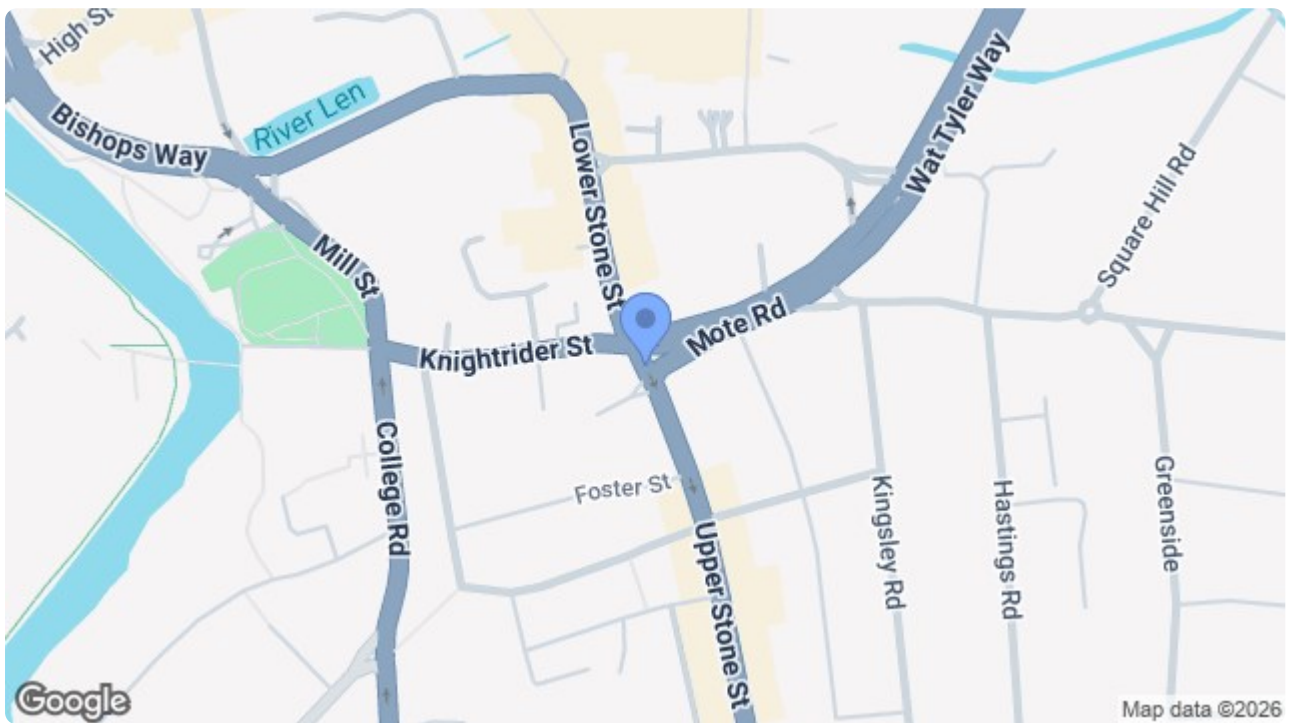 High St
Bishops Way
River Len
Lower Stone St
Wat Tyler Way
Square Hill Rd
Mill St
Mote Rd
Knightrider St
College Rd
Foster St
Kingsley Rd
Hastings Rd
Greenside
Upper Stone St
Google
Map data ©2026